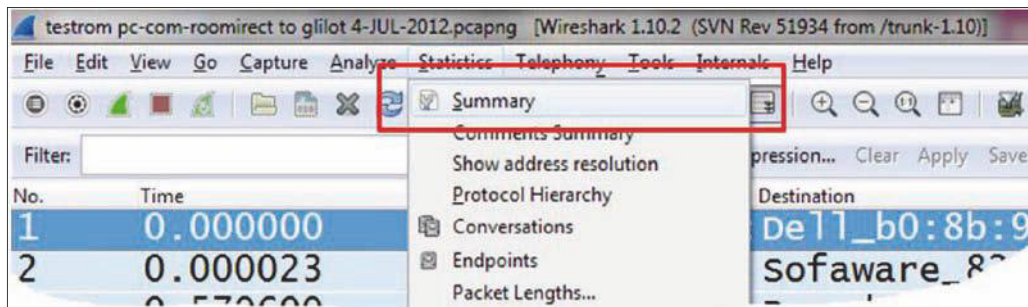 testrom pc-com-roomirect to glilot 4-JUL-2012.pcapng [Wireshark 1.10.2 (SVN Rev 51934 from /trunk-1.10)]
File Edit View Go Capture Analyze Statistics Telephony Tools Internals Help
Summary
Comments Summary
Filter: Show address resolution pression... Clear Apply Save
Protocol Hierarchy
No. Time Destination
1 0.000000 Conversations Dell_b0:8b:9
2 0.000023 Endpoints Sofaware_
Packet Lengths...